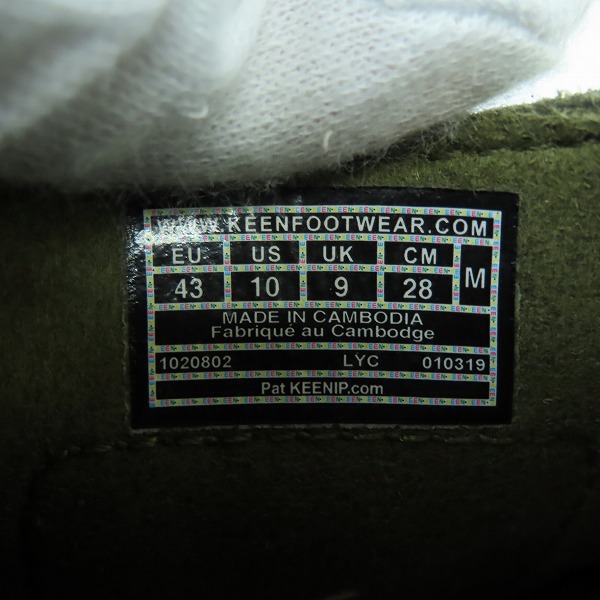 WWW.KEENFOOTWEAR.COM
EU US UK CM M
43 10 9 28
MADE IN CAMBODIA
Fabriqué au Cambodge
1020802 LYC 010319
Pat KEENIP.com